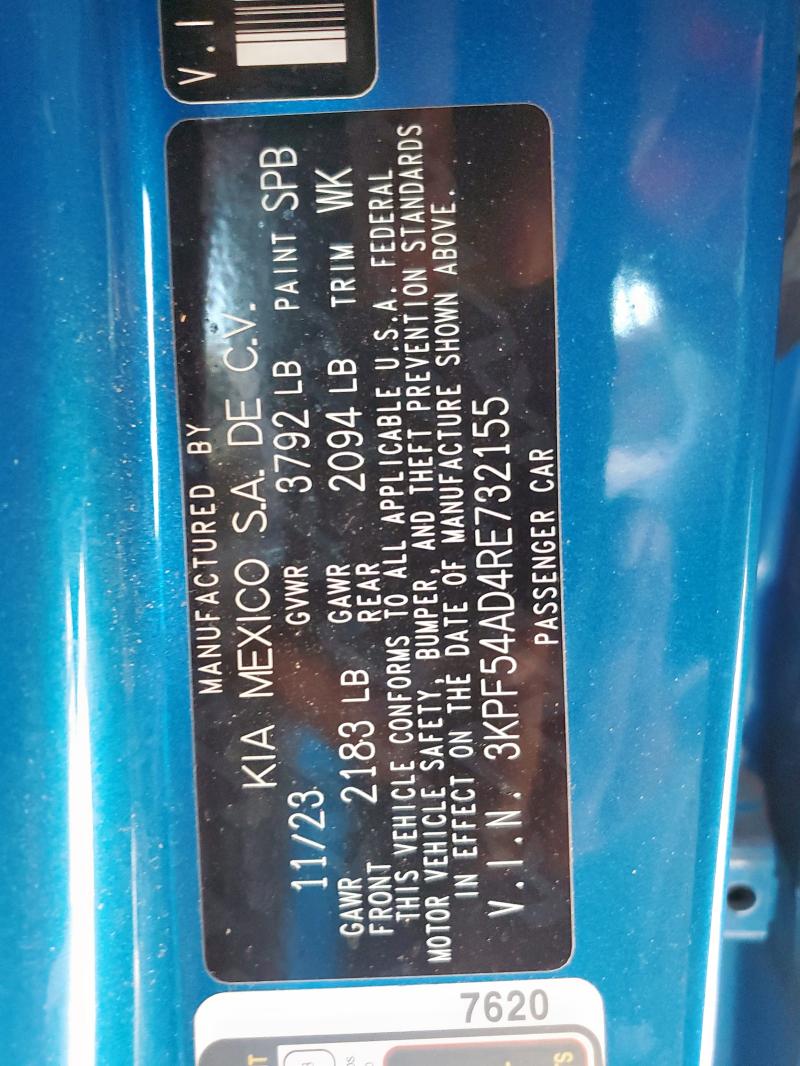 V.I
MANUFACTURED BY
KIA MEXICO S.A. DE C.V.
11/23 GVWR 3792 LB PAINT SPB
GAWR FRONT 2183 LB GAWR REAR 2094 LB TRIM WK
THIS VEHICLE CONFORMS TO ALL APPLICABLE U.S.A. FEDERAL
MOTOR VEHICLE SAFETY, BUMPER, AND THEFT PREVENTION STANDARDS
IN EFFECT ON THE DATE OF MANUFACTURE SHOWN ABOVE.
V.I.N. 3KPF54AD4RE732155
PASSENGER CAR
7620